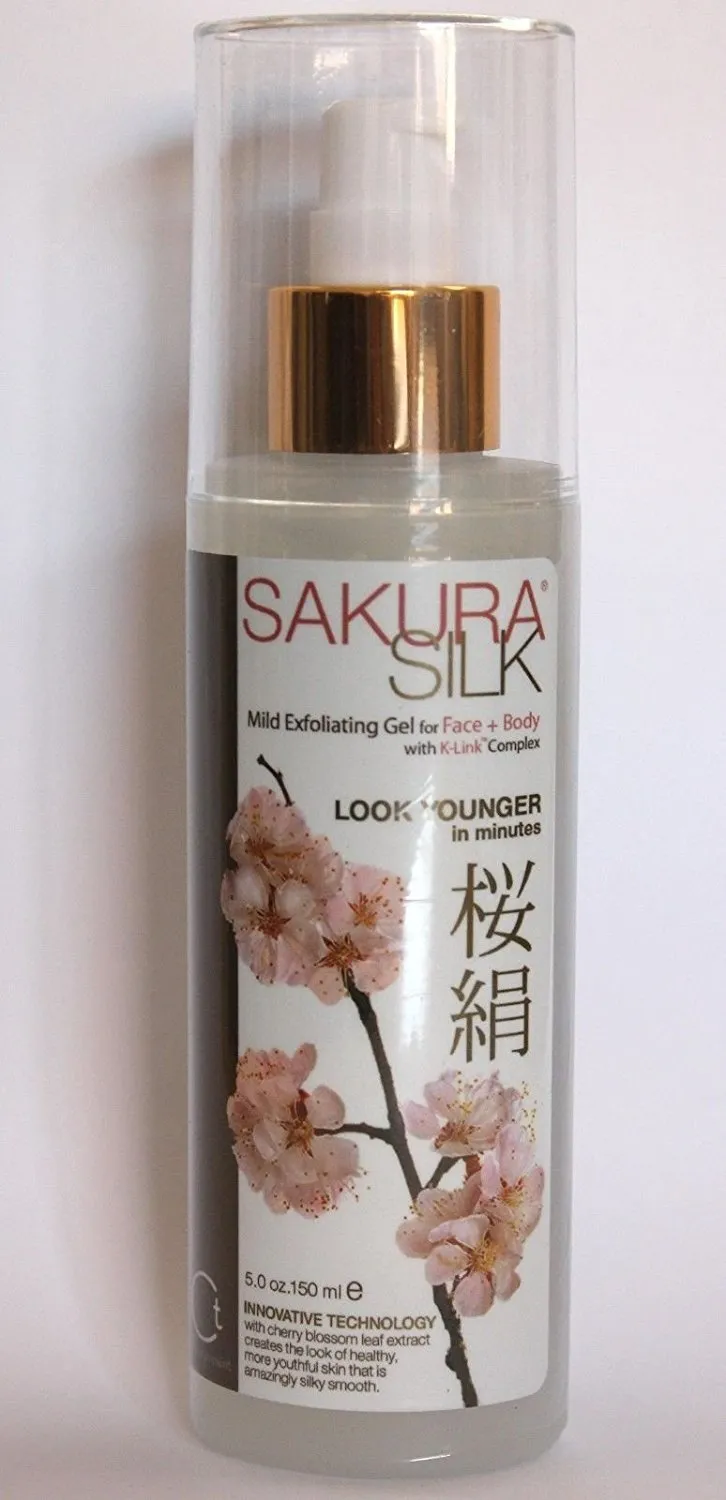 SAKURA®
SILK
Mild Exfoliating Gel for Face + Body
with K-Link™ Complex
LOOK YOUNGER
in minutes
桜
絹
5.0 oz.150 ml ℮
INNOVATIVE TECHNOLOGY
with cherry blossom leaf extract
creates the look of healthy,
more youthful skin that is
amazingly silky smooth.
Ct